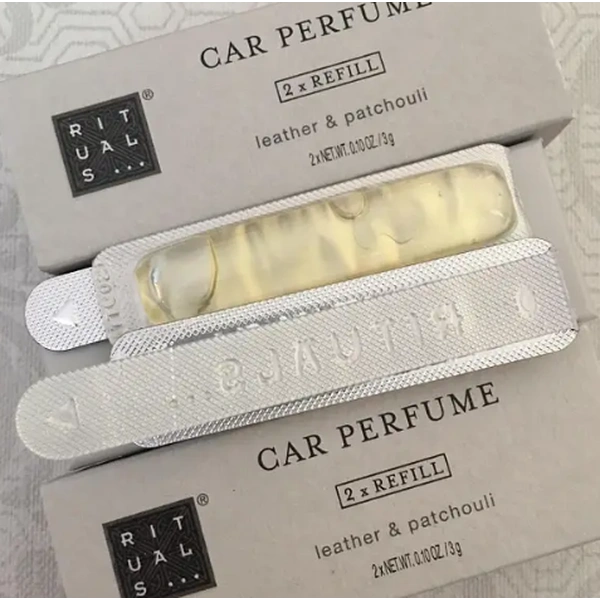 CAR PERFUME
2 x REFILL
leather & patchouli
2xNET.WT. 0.10 OZ./3g
RIT
UAL
S...
®
RITUALS...
CAR PERFUME
2 x REFILL
leather & patchouli
2xNET.WT. 0.10 OZ./3g
RIT
UAL
S...
®